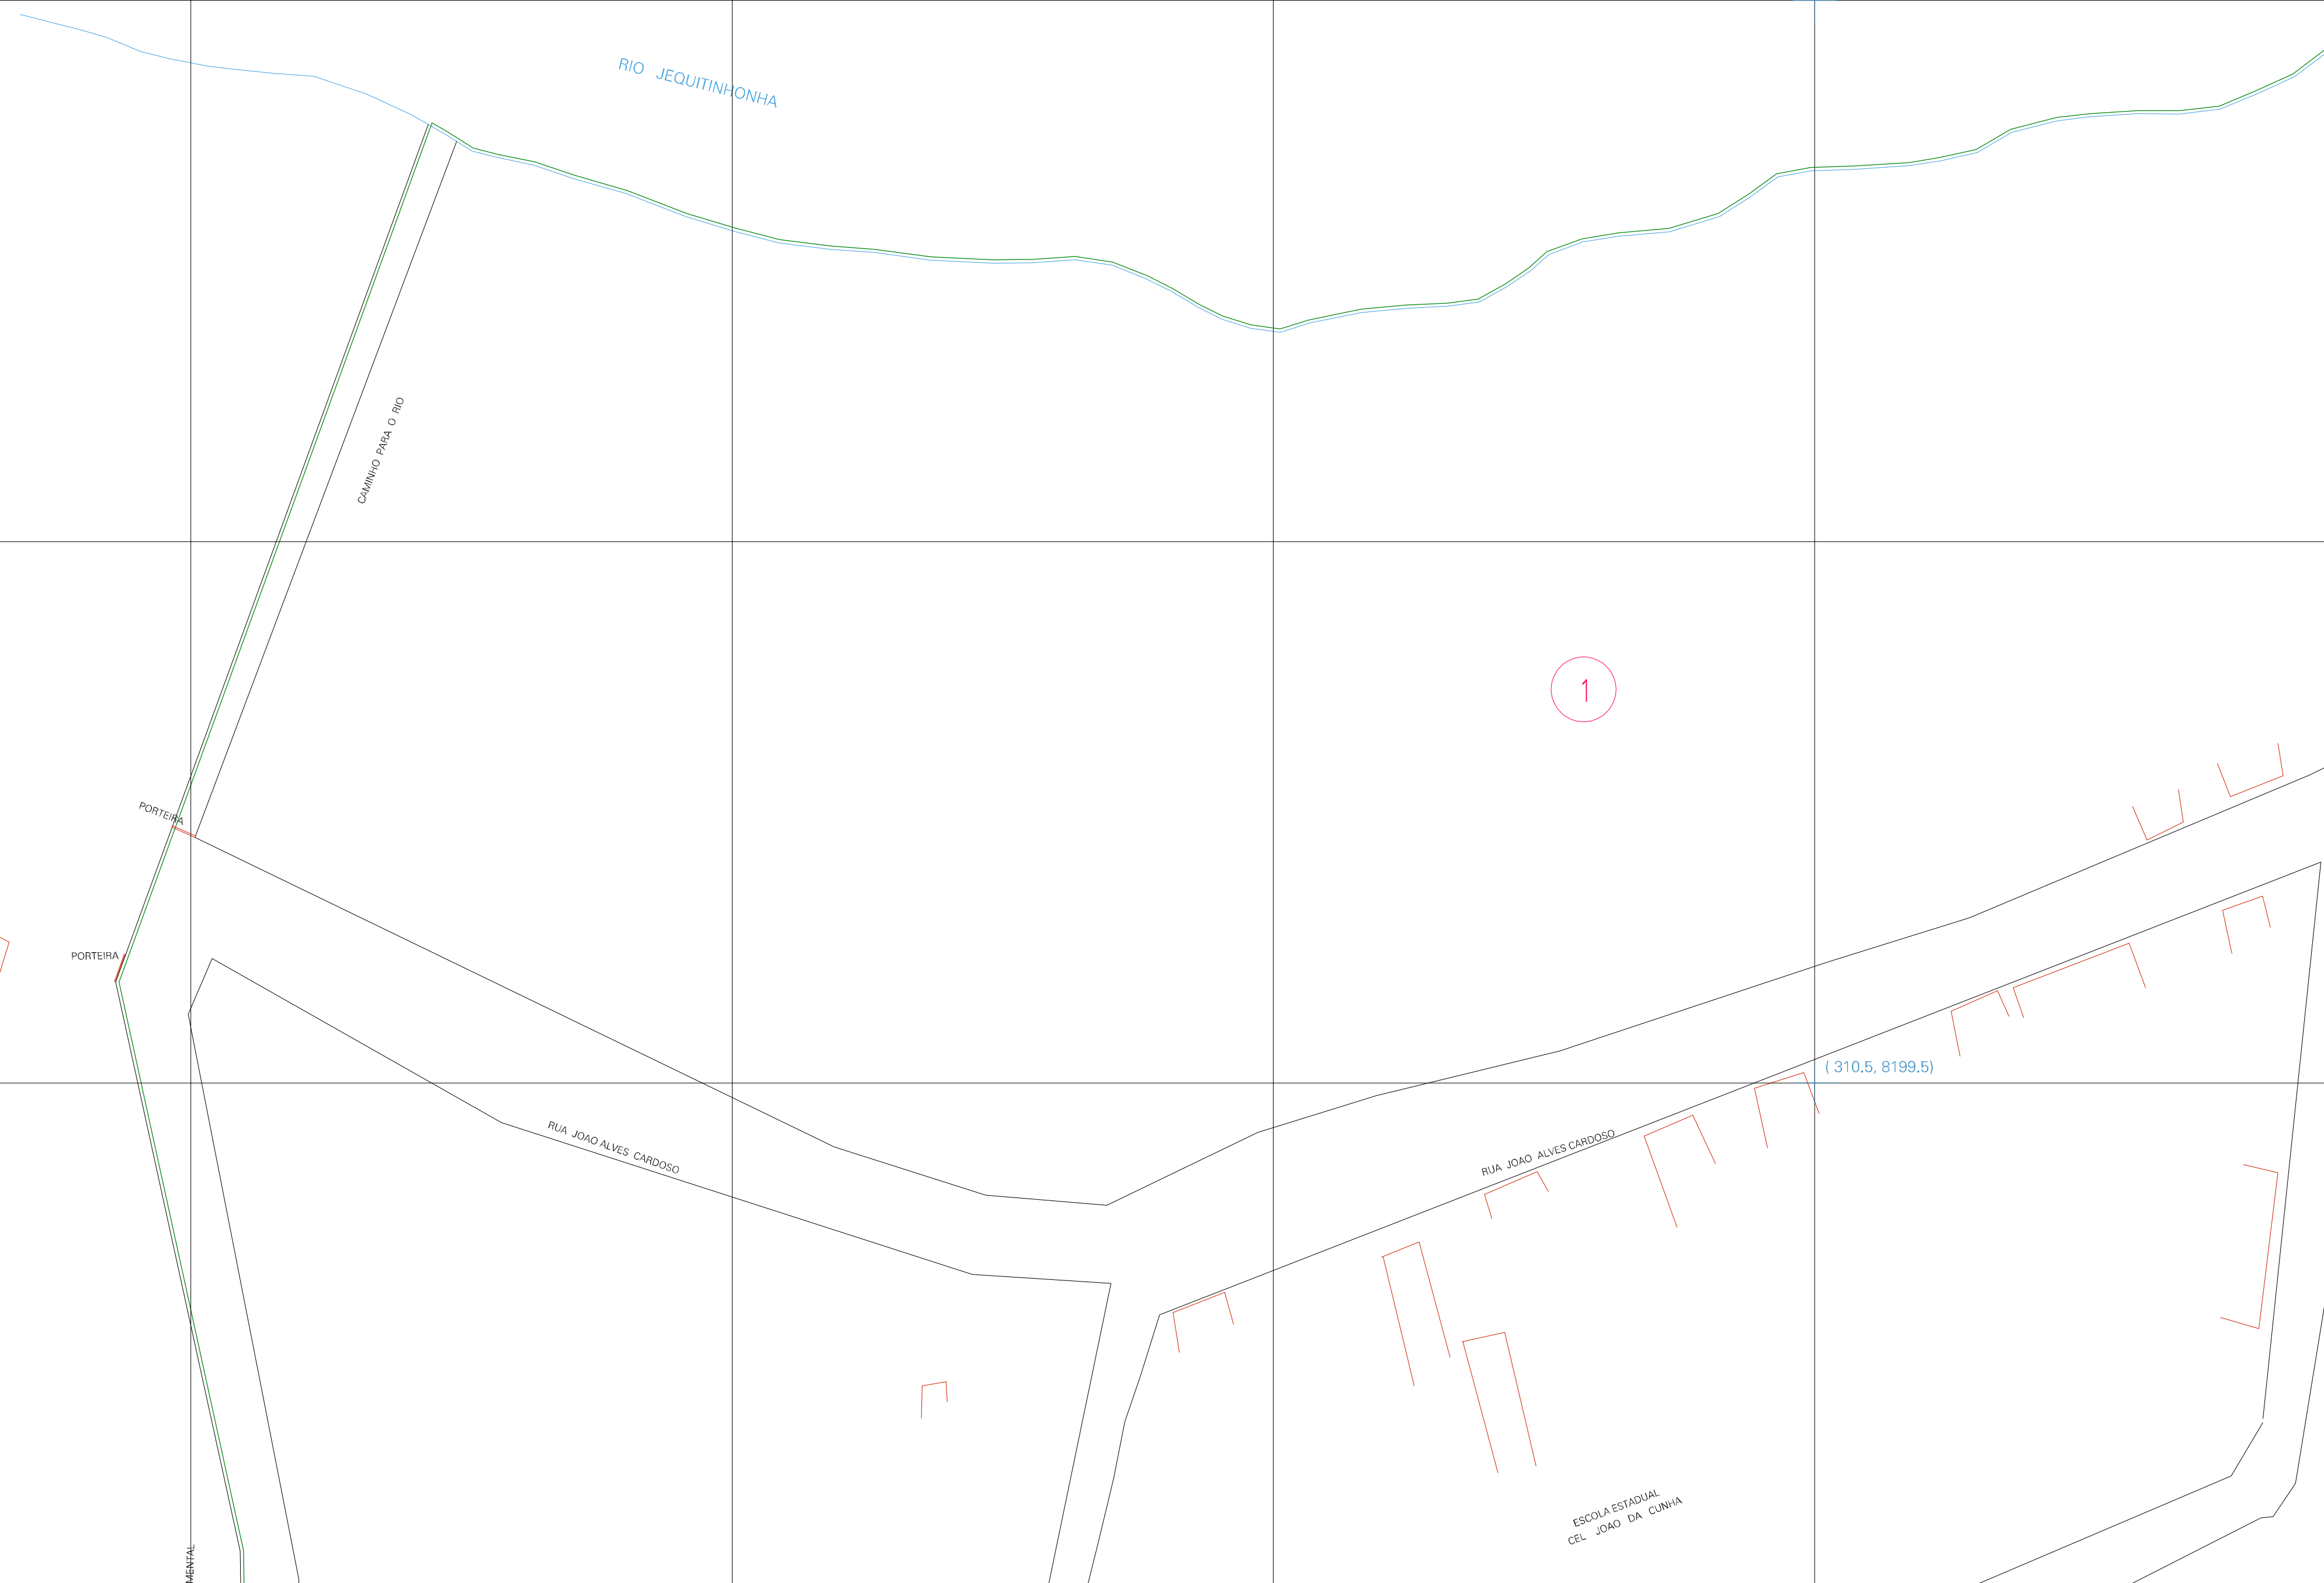 RIO JEQUITINHONHA
CAMINHO PARA O RIO
1
PORTEIRA
PORTEIRA
( 310.5, 8199.5)
RUA JOAO ALVES CARDOSO
RUA JOAO ALVES CARDOSO
ESCOLA ESTADUAL
CEL JOAO DA CUNHA
MENTAL